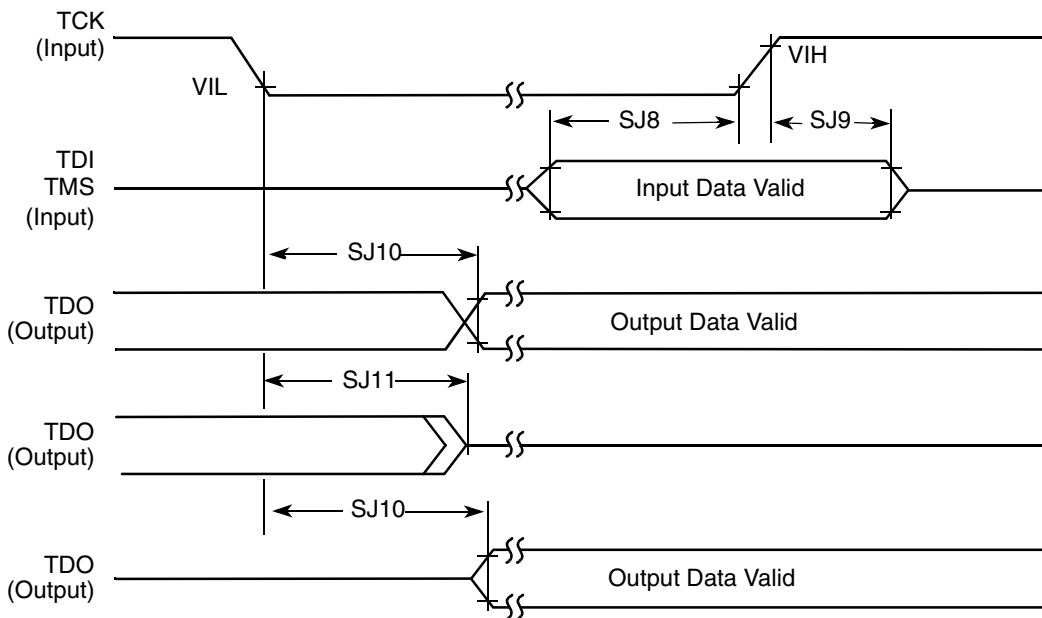 TCK
(Input)
VIL
VIH
SJ8
SJ9
TDI
TMS
(Input)
Input Data Valid
SJ10
TDO
(Output)
Output Data Valid
SJ11
TDO
(Output)
SJ10
TDO
(Output)
Output Data Valid